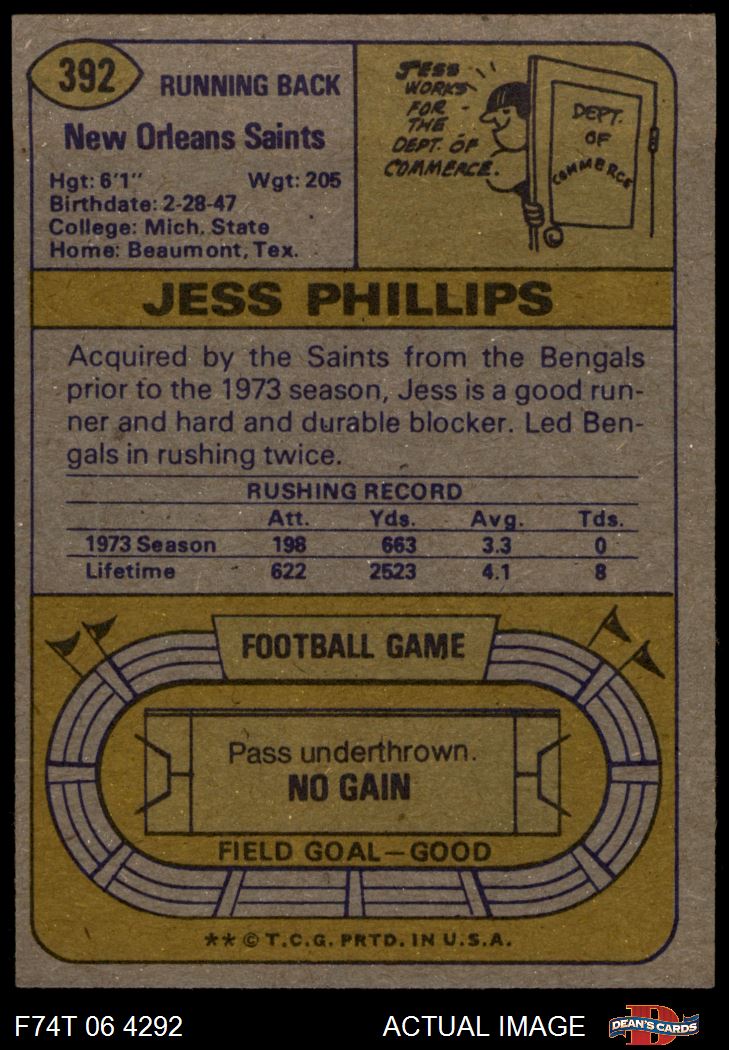 392
RUNNING BACK
New Orleans Saints
Hgt: 6'1" Wgt: 205
Birthdate: 2-28-47
College: Mich. State
Home: Beaumont, Tex.
JESS
WORKS
FOR
THE
DEPT. OF
COMMERCE.
DEPT.
OF
COMMERCE
JESS PHILLIPS
Acquired by the Saints from the Bengals
prior to the 1973 season, Jess is a good run-
ner and hard and durable blocker. Led Ben-
gals in rushing twice.
RUSHING RECORD
Att. Yds. Avg. Tds.
1973 Season 198 663 3.3 0
Lifetime 622 2523 4.1 8
FOOTBALL GAME
Pass underthrown.
NO GAIN
FIELD GOAL—GOOD
** © T.C.G. PRTD. IN U.S.A.
F74T 06 4292 ACTUAL IMAGE
D
DEAN'S CARDS